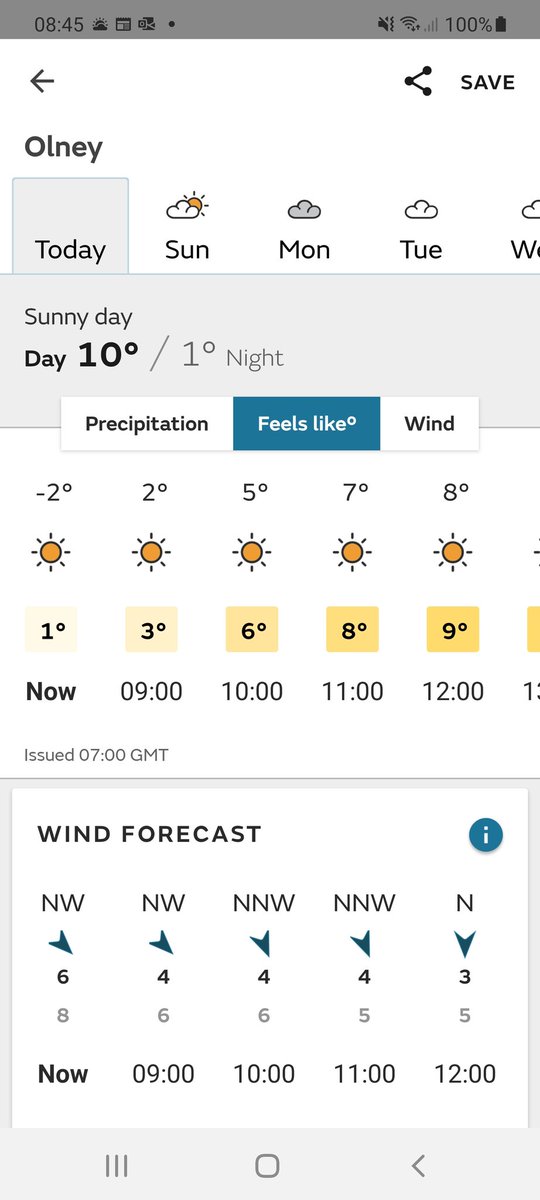 08:45 100%
SAVE
Olney
Today Sun Mon Tue We
Sunny day
Day 10° / 1° Night
Precipitation Feels like° Wind
-2° 2° 5° 7° 8°
1° 3° 6° 8° 9°
Now 09:00 10:00 11:00 12:00 13
Issued 07:00 GMT
WIND FORECAST i
NW NW NNW NNW N
6 4 4 4 3
8 6 6 5 5
Now 09:00 10:00 11:00 12:00